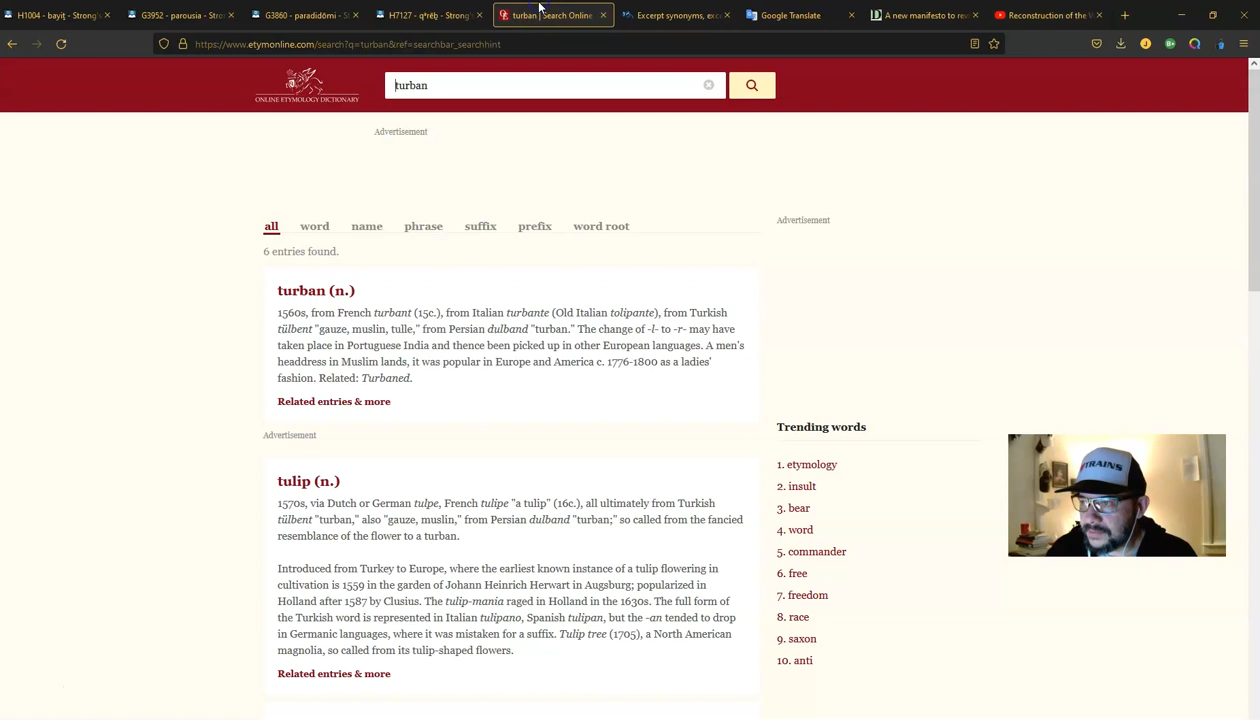 H1004 - bayiṯ - Strong's
G3952 - parousia - Strong's
G3860 - paradidōmi - Strong's
H7127 - qᵊrēḇ - Strong's
turban | Search Online
Excerpt synonyms, exc
Google Translate
A new manifesto to revi
Reconstruction of the W
https://www.etymonline.com/search?q=turban&ref=searchbar_searchhint
ONLINE ETYMOLOGY DICTIONARY
turban
Advertisement
all word name phrase suffix prefix word root
Advertisement
6 entries found.
turban (n.)
1560s, from French turbant (15c.), from Italian turbante (Old Italian tolipante), from Turkish
tülbent "gauze, muslin, tulle," from Persian dulband "turban." The change of -l- to -r- may have
taken place in Portuguese India and thence been picked up in other European languages. A men's
headdress in Muslim lands, it was popular in Europe and America c. 1776-1800 as a ladies'
fashion. Related: Turbaned.
Related entries & more
Advertisement
tulip (n.)
1570s, via Dutch or German tulpe, French tulipe "a tulip" (16c.), all ultimately from Turkish
tülbent "turban," also "gauze, muslin," from Persian dulband "turban;" so called from the fancied
resemblance of the flower to a turban.
Introduced from Turkey to Europe, where the earliest known instance of a tulip flowering in
cultivation is 1559 in the garden of Johann Heinrich Herwart in Augsburg; popularized in
Holland after 1587 by Clusius. The tulip-mania raged in Holland in the 1630s. The full form of
the Turkish word is represented in Italian tulipano, Spanish tulipan, but the -an tended to drop
in Germanic languages, where it was mistaken for a suffix. Tulip tree (1705), a North American
magnolia, so called from its tulip-shaped flowers.
Related entries & more
Trending words
1. etymology
2. insult
3. bear
4. word
5. commander
6. free
7. freedom
8. race
9. saxon
10. anti
TRAINS